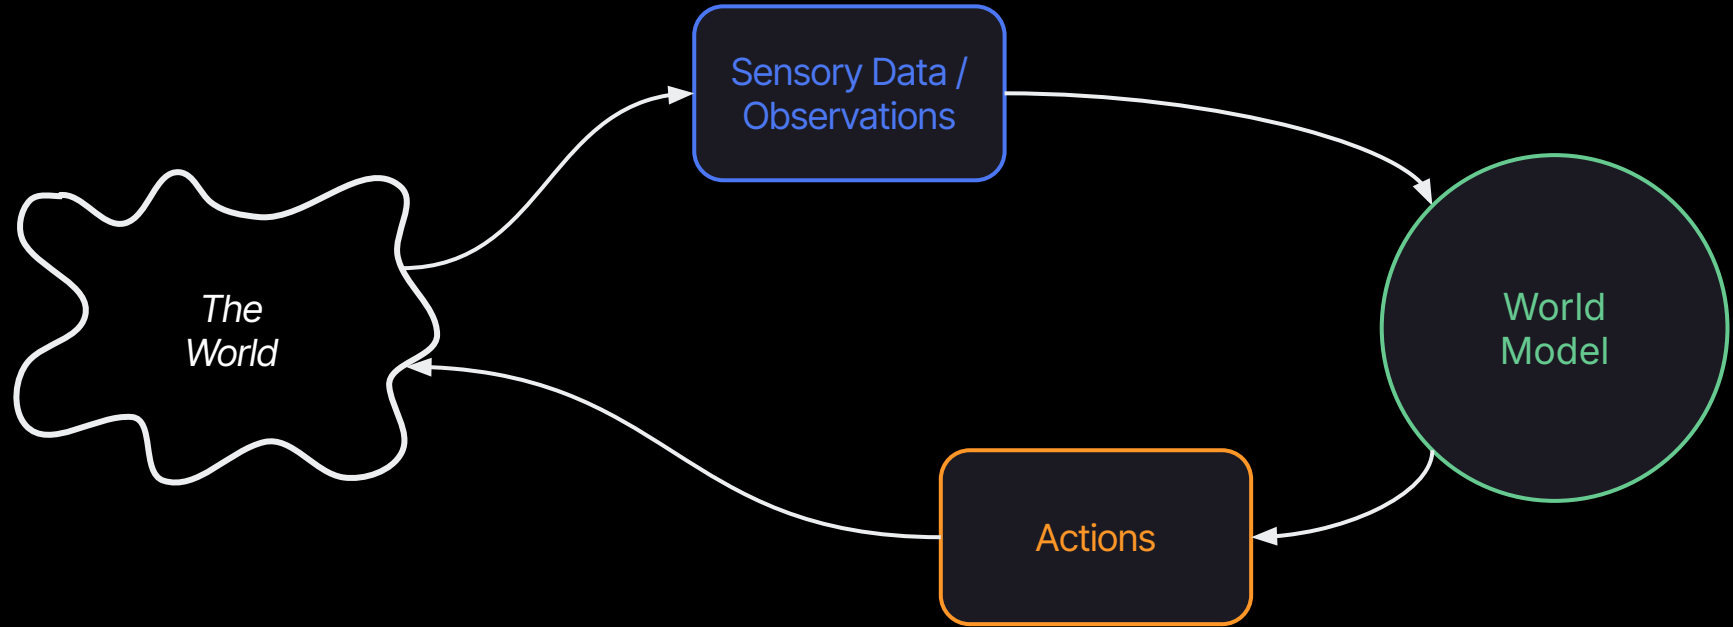 Sensory Data /
Observations
The
World
World
Model
Actions